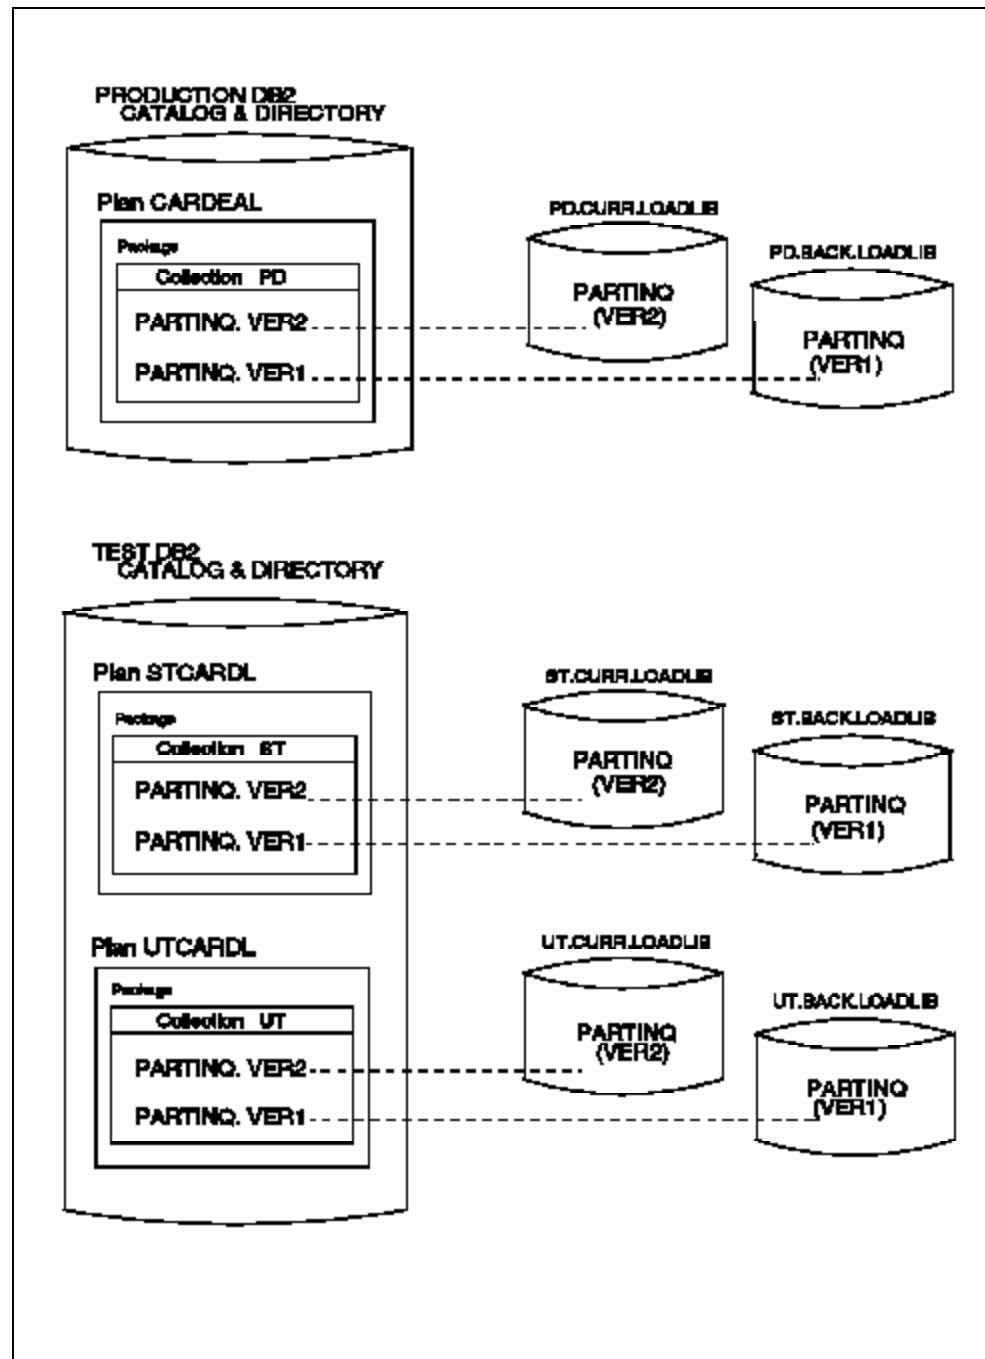 PRODUCTION DB2
CATALOG & DIRECTORY
Plan CARDEAL
Package
Collection PD
PARTINQ. VER2
PARTINQ. VER1
PD.CURR.LOADLIB
PARTINQ
(VER2)
PD.BACK.LOADLIB
PARTINQ
(VER1)
TEST DB2
CATALOG & DIRECTORY
Plan STCARDL
Package
Collection ST
PARTINQ. VER2
PARTINQ. VER1
ST.CURR.LOADLIB
PARTINQ
(VER2)
ST.BACK.LOADLIB
PARTINQ
(VER1)
Plan UTCARDL
Package
Collection UT
PARTINQ. VER2
PARTINQ. VER1
UT.CURR.LOADLIB
PARTINQ
(VER2)
UT.BACK.LOADLIB
PARTINQ
(VER1)